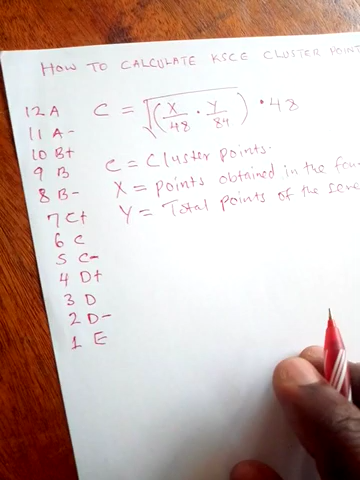 HOW TO CALCULATE KSCE CLUSTER POINT
C = √(X/48 · Y/84) · 48
C = Cluster points.
X = points obtained in the fou
Y = Total points of the seve
12 A
11 A-
10 B+
9 B
8 B-
7 C+
6 C
5 C-
4 D+
3 D
2 D-
1 E